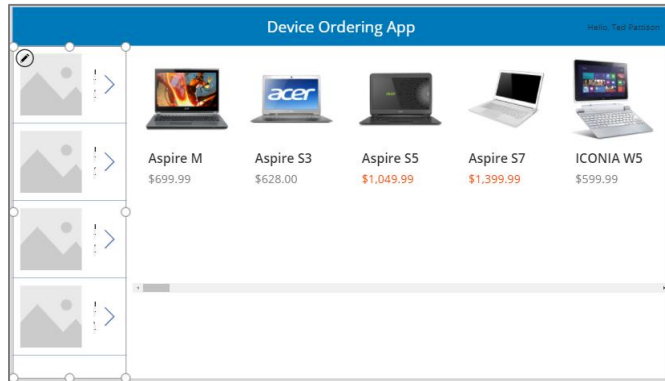 Device Ordering App
Hello, Ted Pattison
acer
Aspire M
Aspire S3
Aspire S5
Aspire S7
ICONIA W5
$699.99
$628.00
$1,049.99
$1,399.99
$599.99